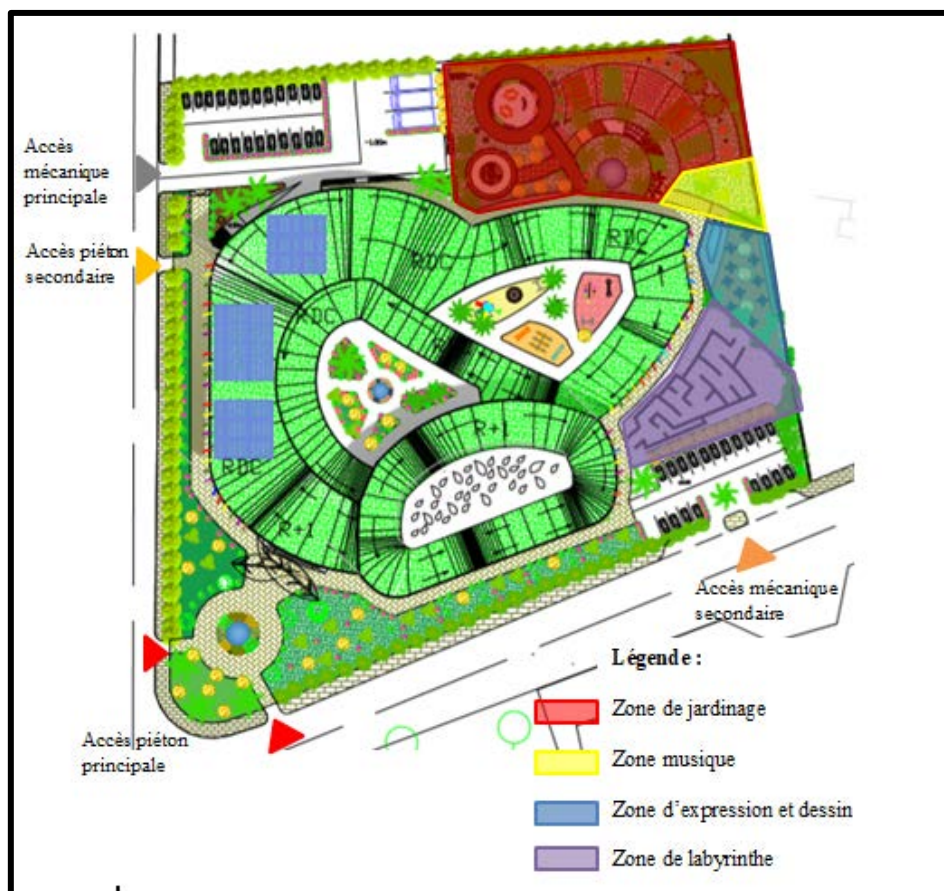 Accès
mécanique
principale
Accès piéton
secondaire
RDC
RDC
RDC
RDC
R+1
R+1
Accès mécanique
secondaire
Accès piéton
principale
Légende :
Zone de jardinage
Zone musique
Zone d'expression et dessin
Zone de labyrinthe